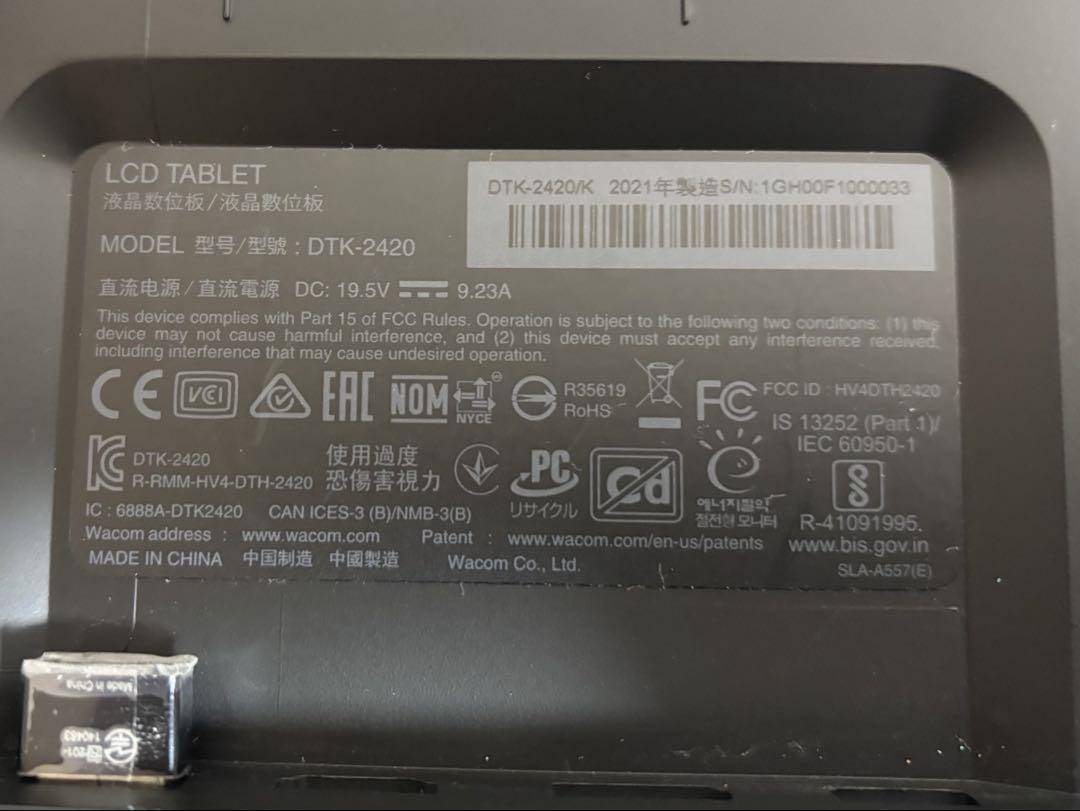 LCD TABLET
液晶数位板/液晶數位板
DTK-2420/K 2021年製造S/N:1GH00F1000033
MODEL 型号/型號 : DTK-2420
直流电源/直流電源 DC: 19.5V 9.23A
This device complies with Part 15 of FCC Rules. Operation is subject to the following two conditions: (1) this
device may not cause harmful interference, and (2) this device must accept any interference received,
including interference that may cause undesired operation.
CE VCI EAC NOM NYCE
R35619
RoHS
FC FCC ID : HV4DTH2420
IS 13252 (Part 1)/
IEC 60950-1
DTK-2420
R-RMM-HV4-DTH-2420
使用過度
恐傷害視力
PC
リサイクル
Cd
에너지절약
절전형 모니터
R-41091995.
www.bis.gov.in
IC : 6888A-DTK2420 CAN ICES-3 (B)/NMB-3(B)
Wacom address : www.wacom.com Patent : www.wacom.com/en-us/patents
MADE IN CHINA 中国制造 中國製造 Wacom Co., Ltd.
SLA-A557(E)
Made in China
140463